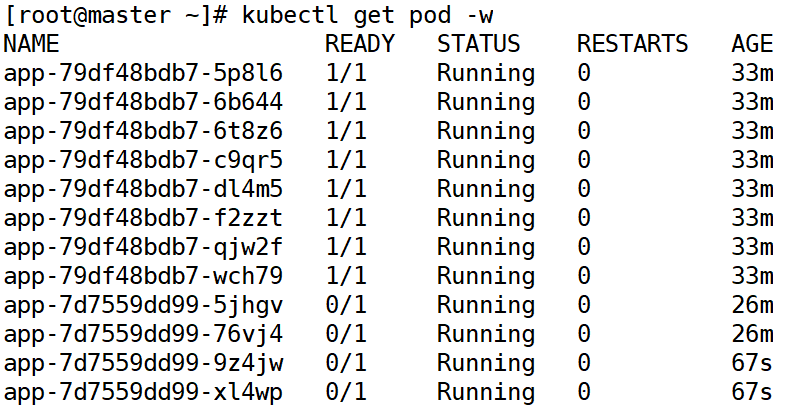 [root@master ~]# kubectl get pod -w
NAME READY STATUS RESTARTS AGE
app-79df48bdb7-5p8l6 1/1 Running 0 33m
app-79df48bdb7-6b644 1/1 Running 0 33m
app-79df48bdb7-6t8z6 1/1 Running 0 33m
app-79df48bdb7-c9qr5 1/1 Running 0 33m
app-79df48bdb7-dl4m5 1/1 Running 0 33m
app-79df48bdb7-f2zzt 1/1 Running 0 33m
app-79df48bdb7-qjw2f 1/1 Running 0 33m
app-79df48bdb7-wch79 1/1 Running 0 33m
app-7d7559dd99-5jhgv 0/1 Running 0 26m
app-7d7559dd99-76vj4 0/1 Running 0 26m
app-7d7559dd99-9z4jw 0/1 Running 0 67s
app-7d7559dd99-xl4wp 0/1 Running 0 67s